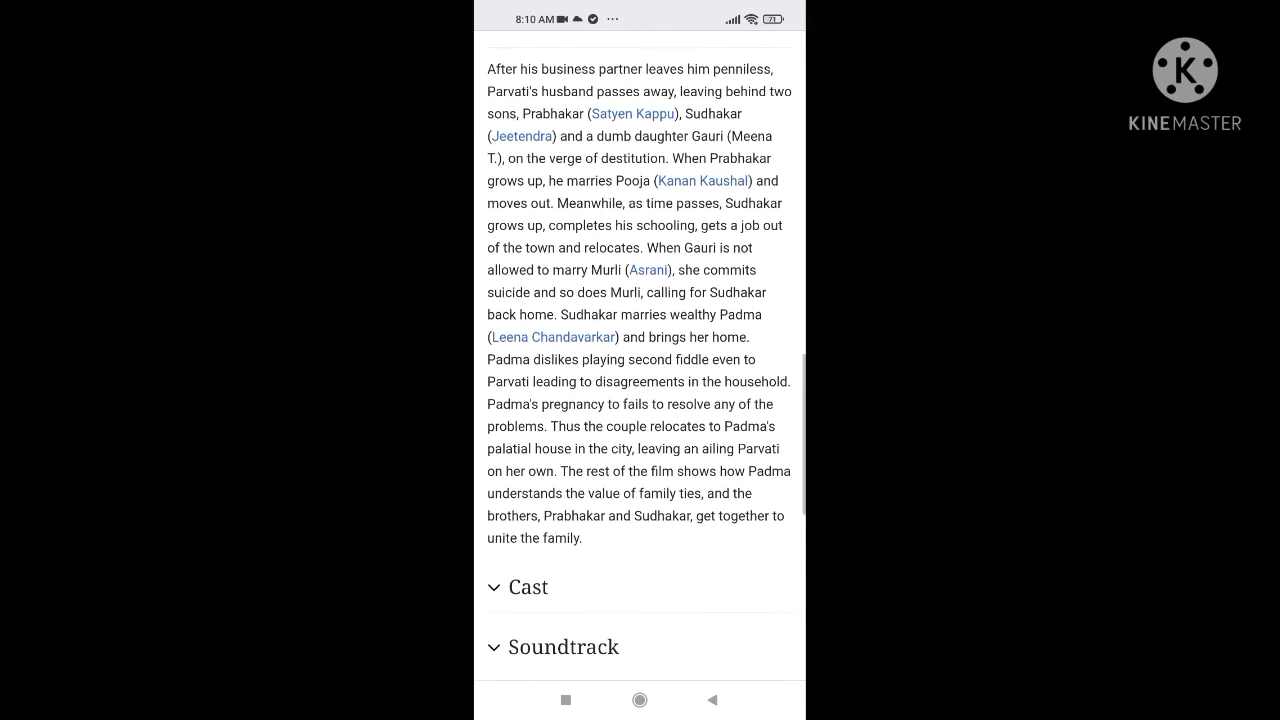 8:10 AM
71
K
KINEMASTER
After his business partner leaves him penniless,
Parvati's husband passes away, leaving behind two
sons, Prabhakar (Satyen Kappu), Sudhakar
(Jeetendra) and a dumb daughter Gauri (Meena
T.), on the verge of destitution. When Prabhakar
grows up, he marries Pooja (Kanan Kaushal) and
moves out. Meanwhile, as time passes, Sudhakar
grows up, completes his schooling, gets a job out
of the town and relocates. When Gauri is not
allowed to marry Murli (Asrani), she commits
suicide and so does Murli, calling for Sudhakar
back home. Sudhakar marries wealthy Padma
(Leena Chandavarkar) and brings her home.
Padma dislikes playing second fiddle even to
Parvati leading to disagreements in the household.
Padma's pregnancy to fails to resolve any of the
problems. Thus the couple relocates to Padma's
palatial house in the city, leaving an ailing Parvati
on her own. The rest of the film shows how Padma
understands the value of family ties, and the
brothers, Prabhakar and Sudhakar, get together to
unite the family.
Cast
Soundtrack